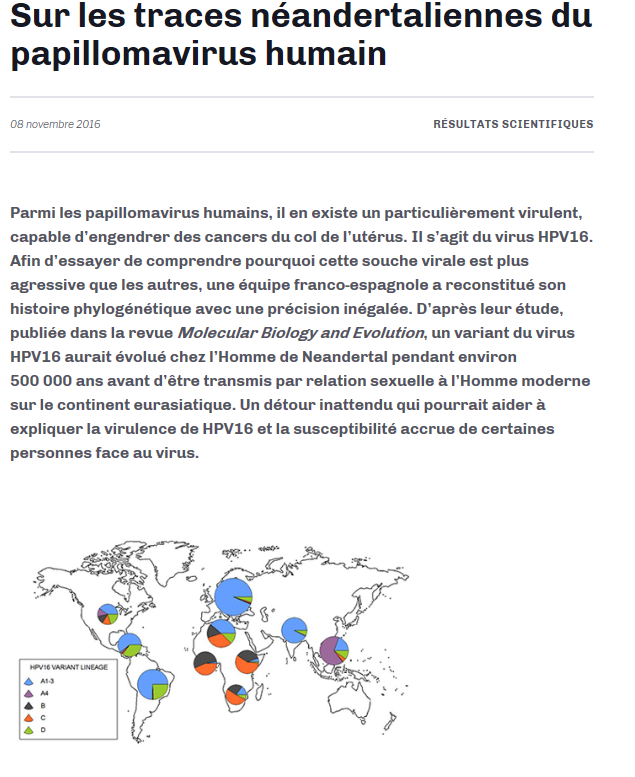 Sur les traces néandertaliennes du
papillomavirus humain
08 novembre 2016
RÉSULTATS SCIENTIFIQUES
Parmi les papillomavirus humains, il en existe un particulièrement virulent,
capable d'engendrer des cancers du col de l'utérus. Il s'agit du virus HPV16.
Afin d'essayer de comprendre pourquoi cette souche virale est plus
agressive que les autres, une équipe franco-espagnole a reconstitué son
histoire phylogénétique avec une précision inégalée. D'après leur étude,
publiée dans la revue Molecular Biology and Evolution, un variant du virus
HPV16 aurait évolué chez l'Homme de Neandertal pendant environ
500 000 ans avant d'être transmis par relation sexuelle à l'Homme moderne
sur le continent eurasiatique. Un détour inattendu qui pourrait aider à
expliquer la virulence de HPV16 et la susceptibilité accrue de certaines
personnes face au virus.
HPV16 VARIANT LINEAGE
A1-3
A4
B
C
D